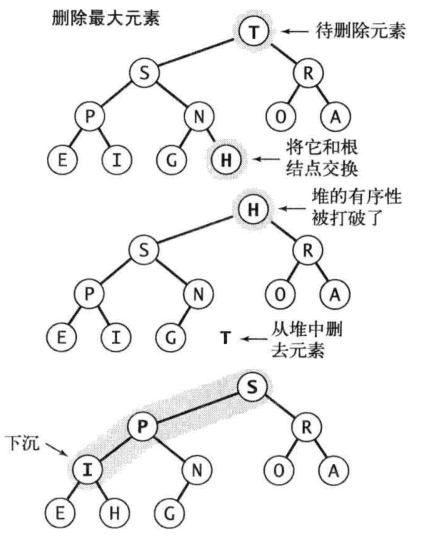 删除最大元素
T ← 待删除元素
S R
P N O A
E I G H ← 将它和根
结点交换
H ← 堆的有序性
被打破了
S R
P N O A
E I G T ← 从堆中删
去元素
S
P R
下沉 I N O A
E H G